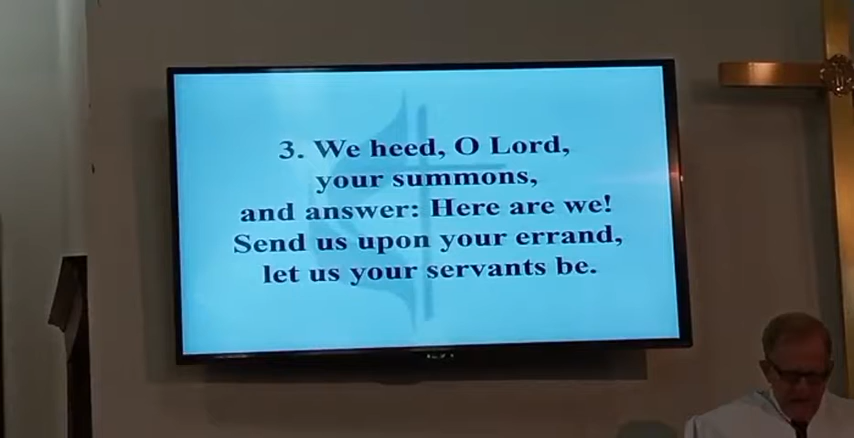 3. We heed, O Lord,
your summons,
and answer: Here are we!
Send us upon your errand,
let us your servants be.